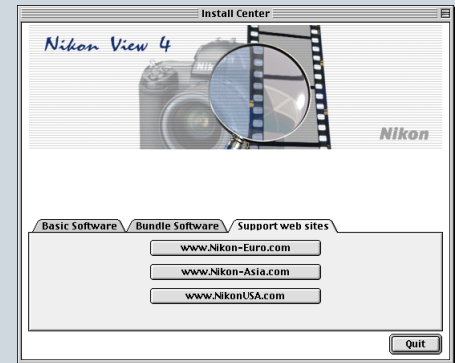 Install Center
Nikon View 4
Nikon
Nikon
Basic Software Bundle Software Support web sites
www.Nikon-Euro.com
www.Nikon-Asia.com
www.NikonUSA.com
Quit